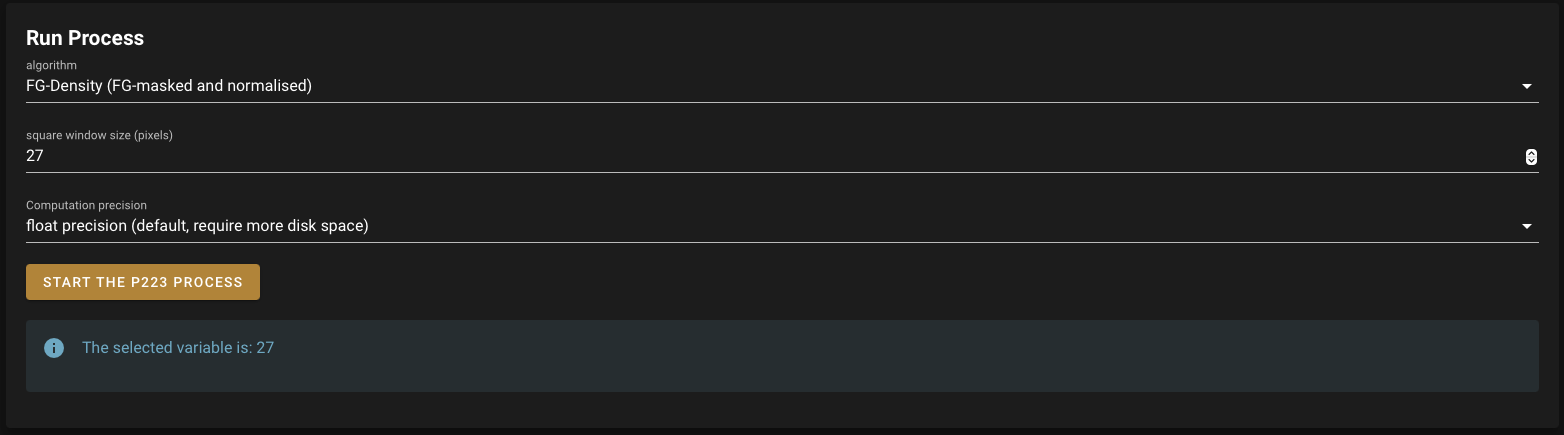 Run Process
algorithm
FG-Density (FG-masked and normalised)
square window size (pixels)
27
Computation precision
float precision (default, require more disk space)
START THE P223 PROCESS
The selected variable is: 27